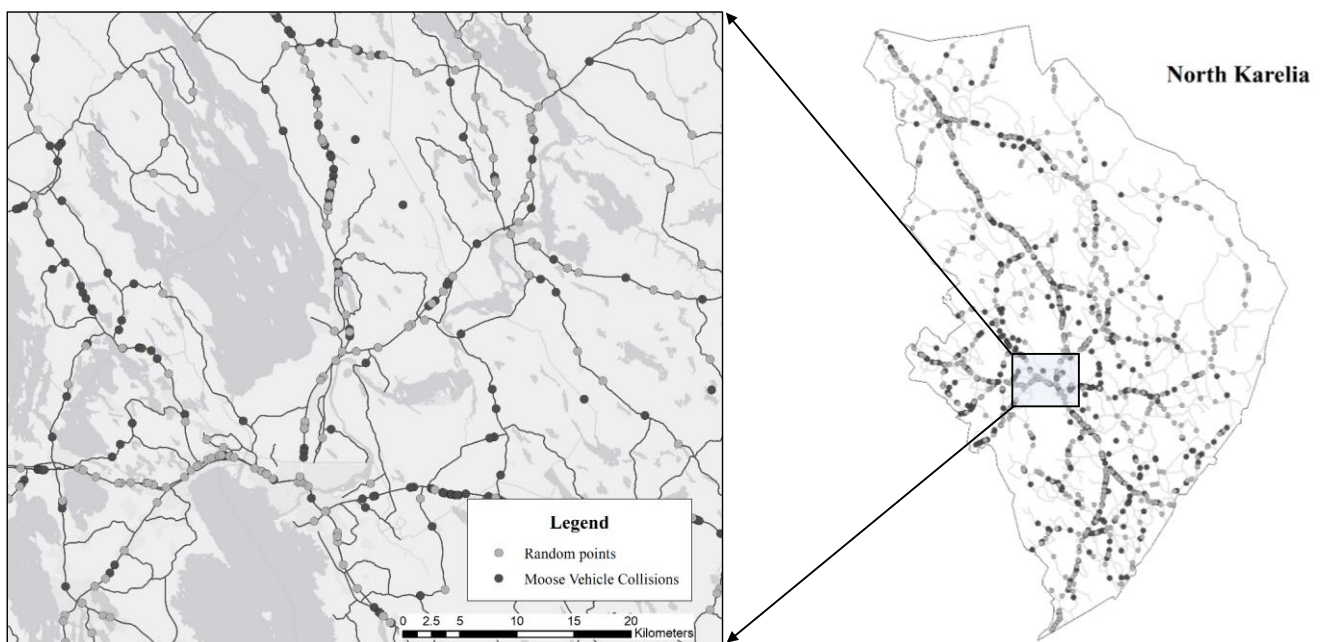 North Karelia
Legend
Random points
Moose Vehicle Collisions
0 2.5 5 10 15 20
Kilometers